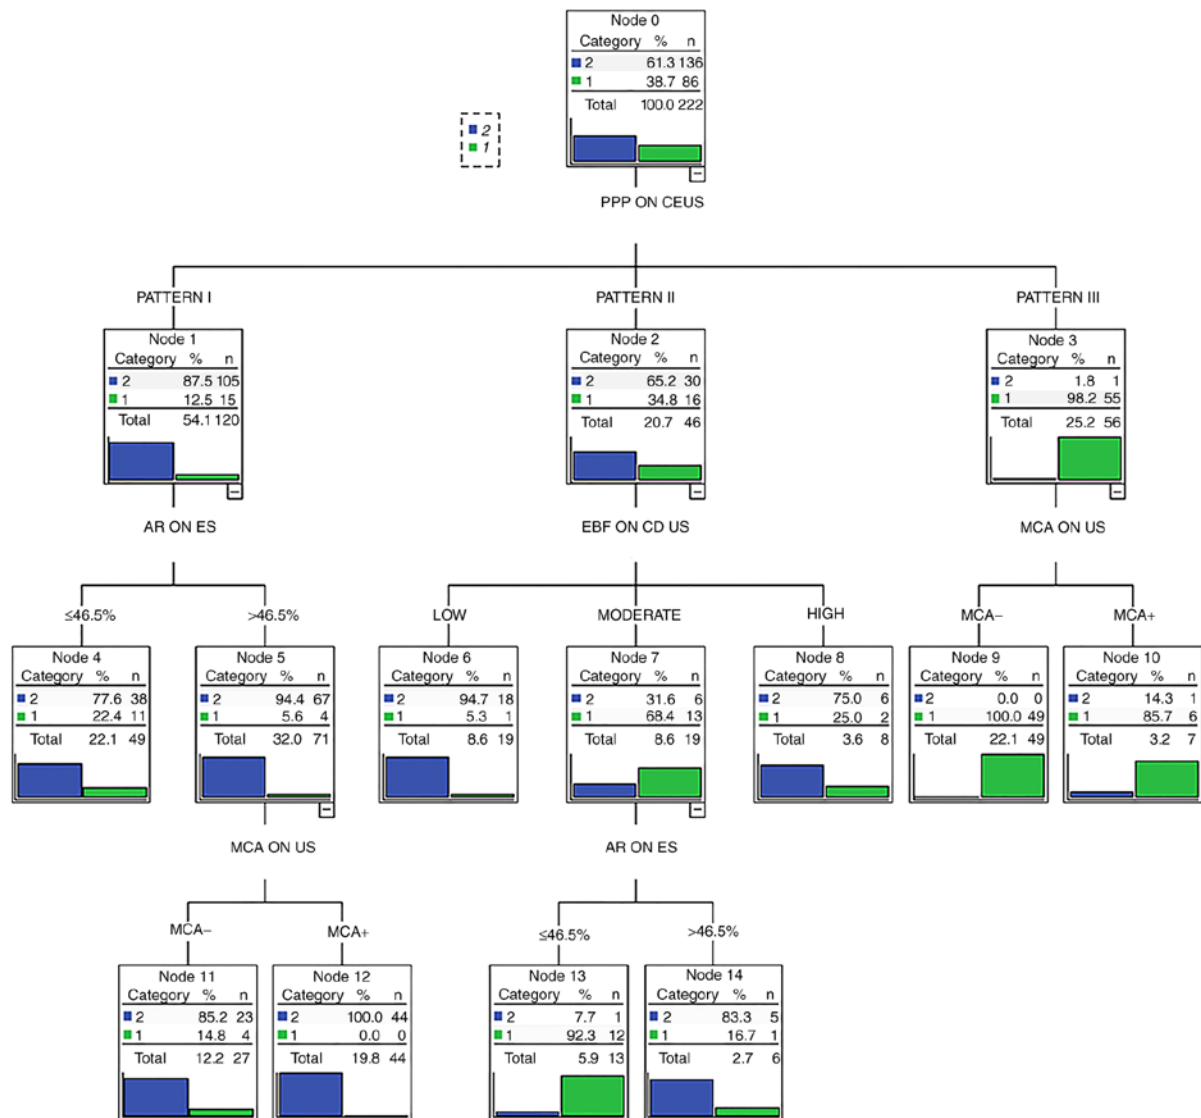 Node 0
Category % n
2 61.3 136
1 38.7 86
Total 100.0 222
2
1
PPP ON CEUS
PATTERN I
PATTERN II
PATTERN III
Node 1
Category % n
2 87.5 105
1 12.5 15
Total 54.1 120
Node 2
Category % n
2 65.2 30
1 34.8 16
Total 20.7 46
Node 3
Category % n
2 1.8 1
1 98.2 55
Total 25.2 56
AR ON ES
EBF ON CD US
MCA ON US
≤46.5%
>46.5%
LOW
MODERATE
HIGH
MCA−
MCA+
Node 4
Category % n
2 77.6 38
1 22.4 11
Total 22.1 49
Node 5
Category % n
2 94.4 67
1 5.6 4
Total 32.0 71
Node 6
Category % n
2 94.7 18
1 5.3 1
Total 8.6 19
Node 7
Category % n
2 31.6 6
1 68.4 13
Total 8.6 19
Node 8
Category % n
2 75.0 6
1 25.0 2
Total 3.6 8
Node 9
Category % n
2 0.0 0
1 100.0 49
Total 22.1 49
Node 10
Category % n
2 14.3 1
1 85.7 6
Total 3.2 7
MCA ON US
AR ON ES
MCA−
MCA+
≤46.5%
>46.5%
Node 11
Category % n
2 85.2 23
1 14.8 4
Total 12.2 27
Node 12
Category % n
2 100.0 44
1 0.0 0
Total 19.8 44
Node 13
Category % n
2 7.7 1
1 92.3 12
Total 5.9 13
Node 14
Category % n
2 83.3 5
1 16.7 1
Total 2.7 6